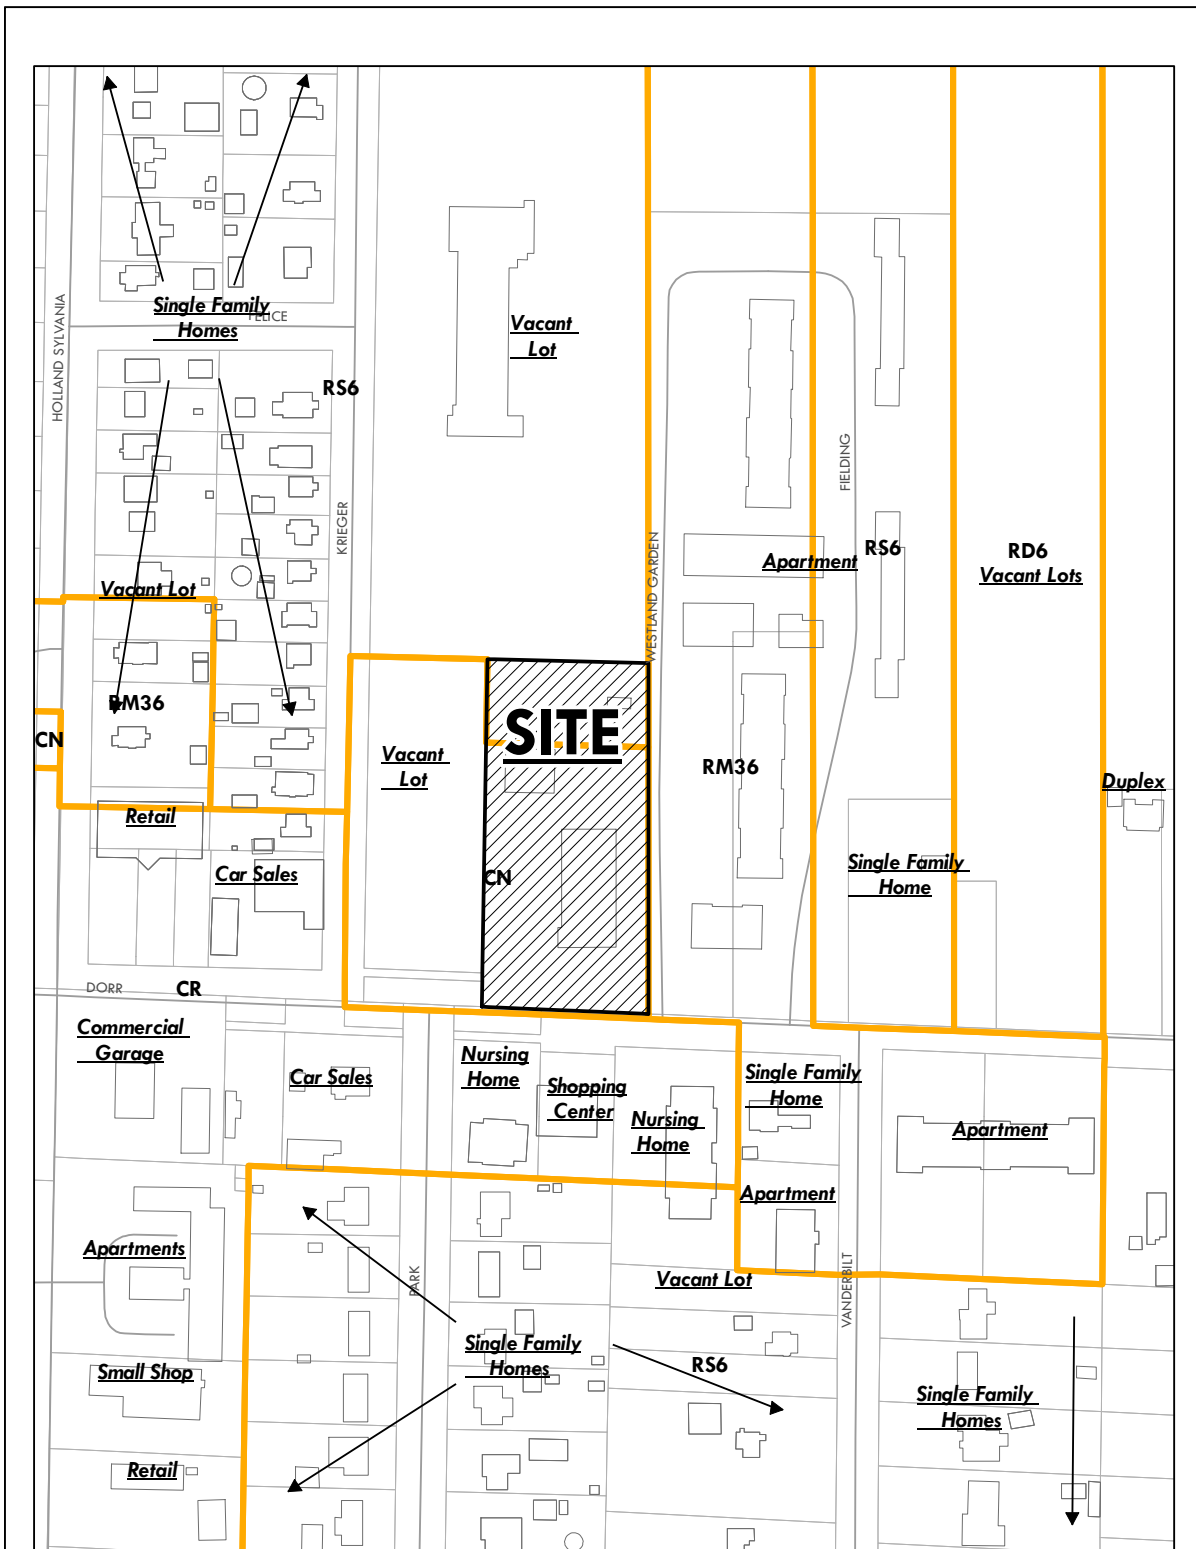 Single Family
Homes
FELICE
HOLLAND SYLVANIA
Vacant
Lot
RS6
KRIEGER
FIELDING
WESTLAND GARDEN
Apartment
RS6
RD6
Vacant Lots
Vacant Lot
RM36
CN
SITE
Vacant
Lot
RM36
Duplex
Retail
Car Sales
CN
Single Family
Home
DORR
CR
Commercial
Garage
Car Sales
Nursing
Home
Shopping
Center
Nursing
Home
Single Family
Home
Apartment
Apartment
Apartments
PARK
VANDERBILT
Vacant Lot
Single Family
Homes
RS6
Small Shop
Single Family
Homes
Retail